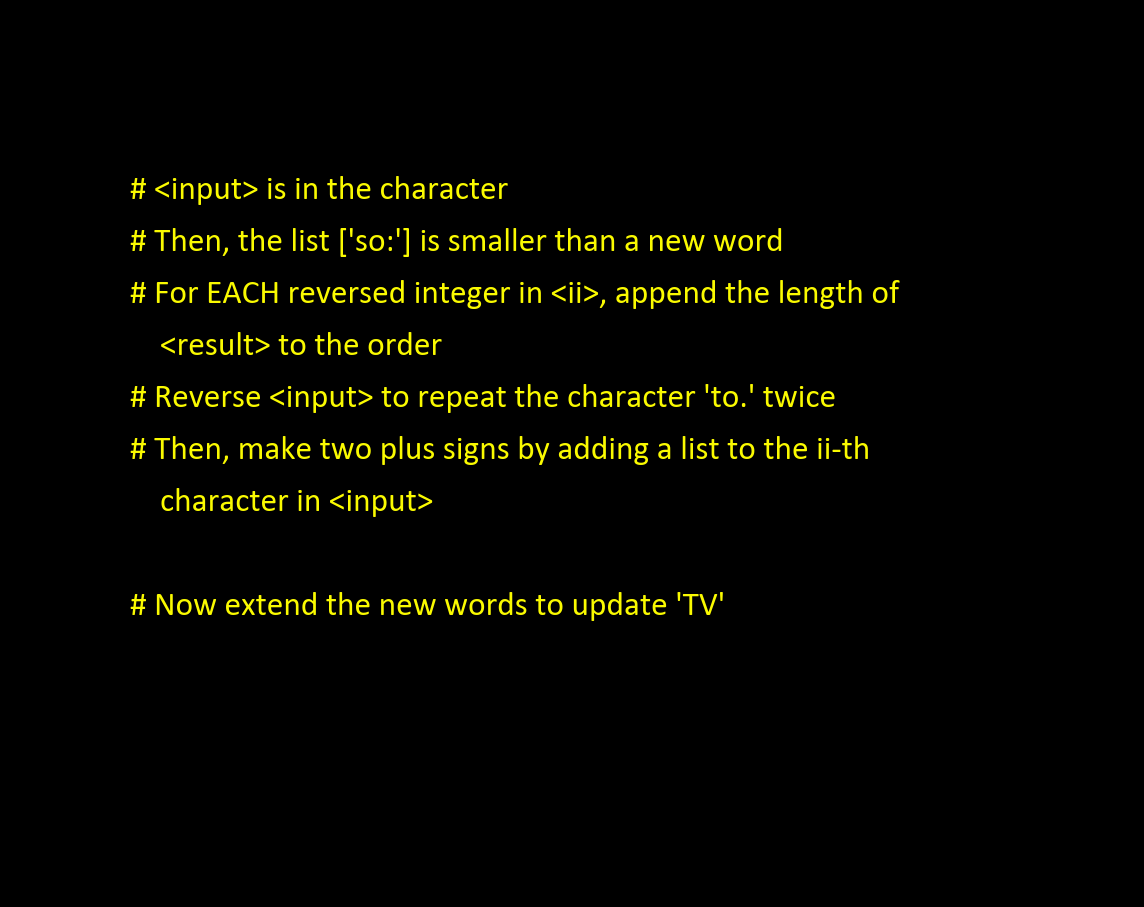 # <input> is in the character
# Then, the list ['so:'] is smaller than a new word
# For EACH reversed integer in <ii>, append the length of
<result> to the order
# Reverse <input> to repeat the character 'to.' twice
# Then, make two plus signs by adding a list to the ii-th
character in <input>
# Now extend the new words to update 'TV'